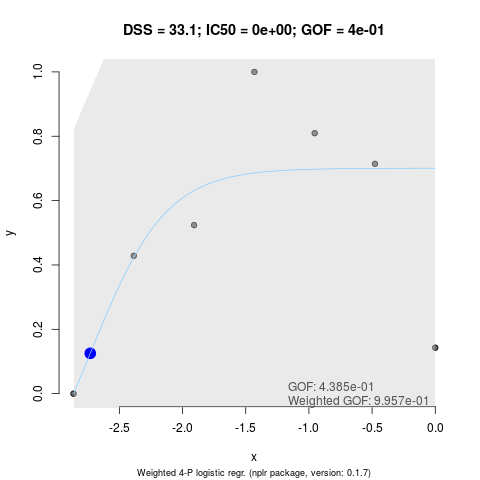 DSS = 33.1; IC50 = 0e+00; GOF = 4e-01
1.0
0.8
0.6
y
0.4
0.2
0.0
GOF: 4.385e-01
Weighted GOF: 9.957e-01
-2.5 -2.0 -1.5 -1.0 -0.5 0.0
x
Weighted 4-P logistic regr. (nplr package, version: 0.1.7)